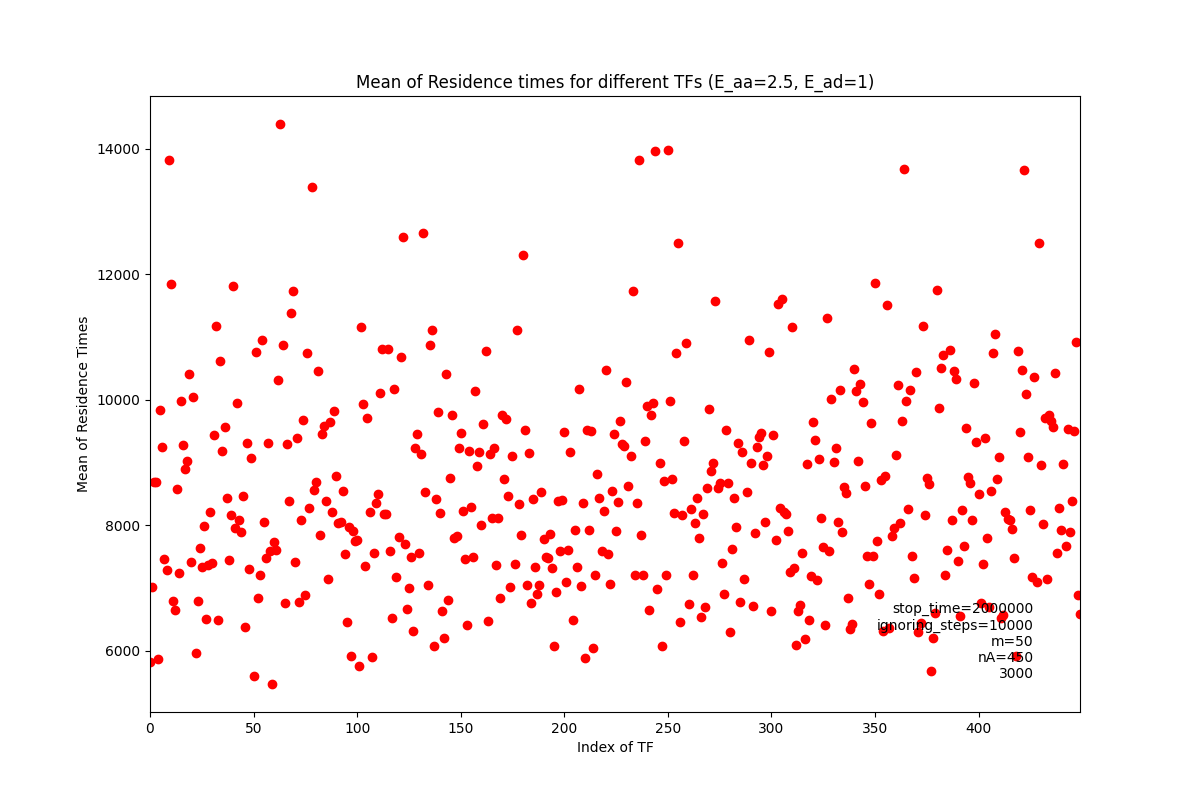 Mean of Residence times for different TFs (E_aa=2.5, E_ad=1)
14000
12000
10000
8000
6000
Mean of Residence Times
stop_time=2000000
ignoring_steps=10000
m=50
nA=450
3000
0 50 100 150 200 250 300 350 400
Index of TF